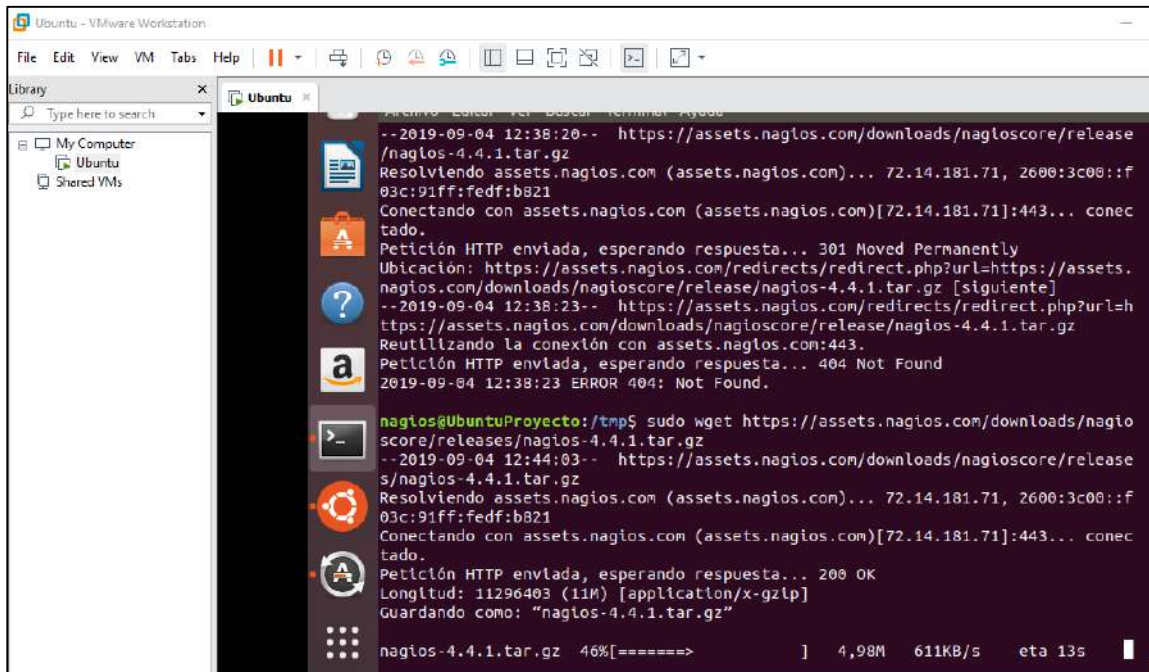 Ubuntu - VMware Workstation
File Edit View VM Tabs Help
Library
Type here to search
My Computer
Ubuntu
Shared VMs
Ubuntu
Archivo Editar Ver Buscar Terminal Ayuda
--2019-09-04 12:38:20-- https://assets.nagios.com/downloads/nagioscore/release
/nagios-4.4.1.tar.gz
Resolviendo assets.nagios.com (assets.nagios.com)... 72.14.181.71, 2600:3c00::f
03c:91ff:fedf:b821
Conectando con assets.nagios.com (assets.nagios.com)[72.14.181.71]:443... conec
tado.
Petición HTTP enviada, esperando respuesta... 301 Moved Permanently
Ubicación: https://assets.nagios.com/redirects/redirect.php?url=https://assets.
nagios.com/downloads/nagioscore/release/nagios-4.4.1.tar.gz [siguiente]
--2019-09-04 12:38:23-- https://assets.nagios.com/redirects/redirect.php?url=h
ttps://assets.nagios.com/downloads/nagioscore/release/nagios-4.4.1.tar.gz
Reutilizando la conexión con assets.nagios.com:443.
Petición HTTP enviada, esperando respuesta... 404 Not Found
2019-09-04 12:38:23 ERROR 404: Not Found.
nagios@UbuntuProyecto:/tmp$ sudo wget https://assets.nagios.com/downloads/nagio
score/releases/nagios-4.4.1.tar.gz
--2019-09-04 12:44:03-- https://assets.nagios.com/downloads/nagioscore/release
s/nagios-4.4.1.tar.gz
Resolviendo assets.nagios.com (assets.nagios.com)... 72.14.181.71, 2600:3c00::f
03c:91ff:fedf:b821
Conectando con assets.nagios.com (assets.nagios.com)[72.14.181.71]:443... conec
tado.
Petición HTTP enviada, esperando respuesta... 200 OK
Longitud: 11296403 (11M) [application/x-gzip]
Guardando como: “nagios-4.4.1.tar.gz”
nagios-4.4.1.tar.gz 46%[=======> ] 4,98M 611KB/s eta 13s